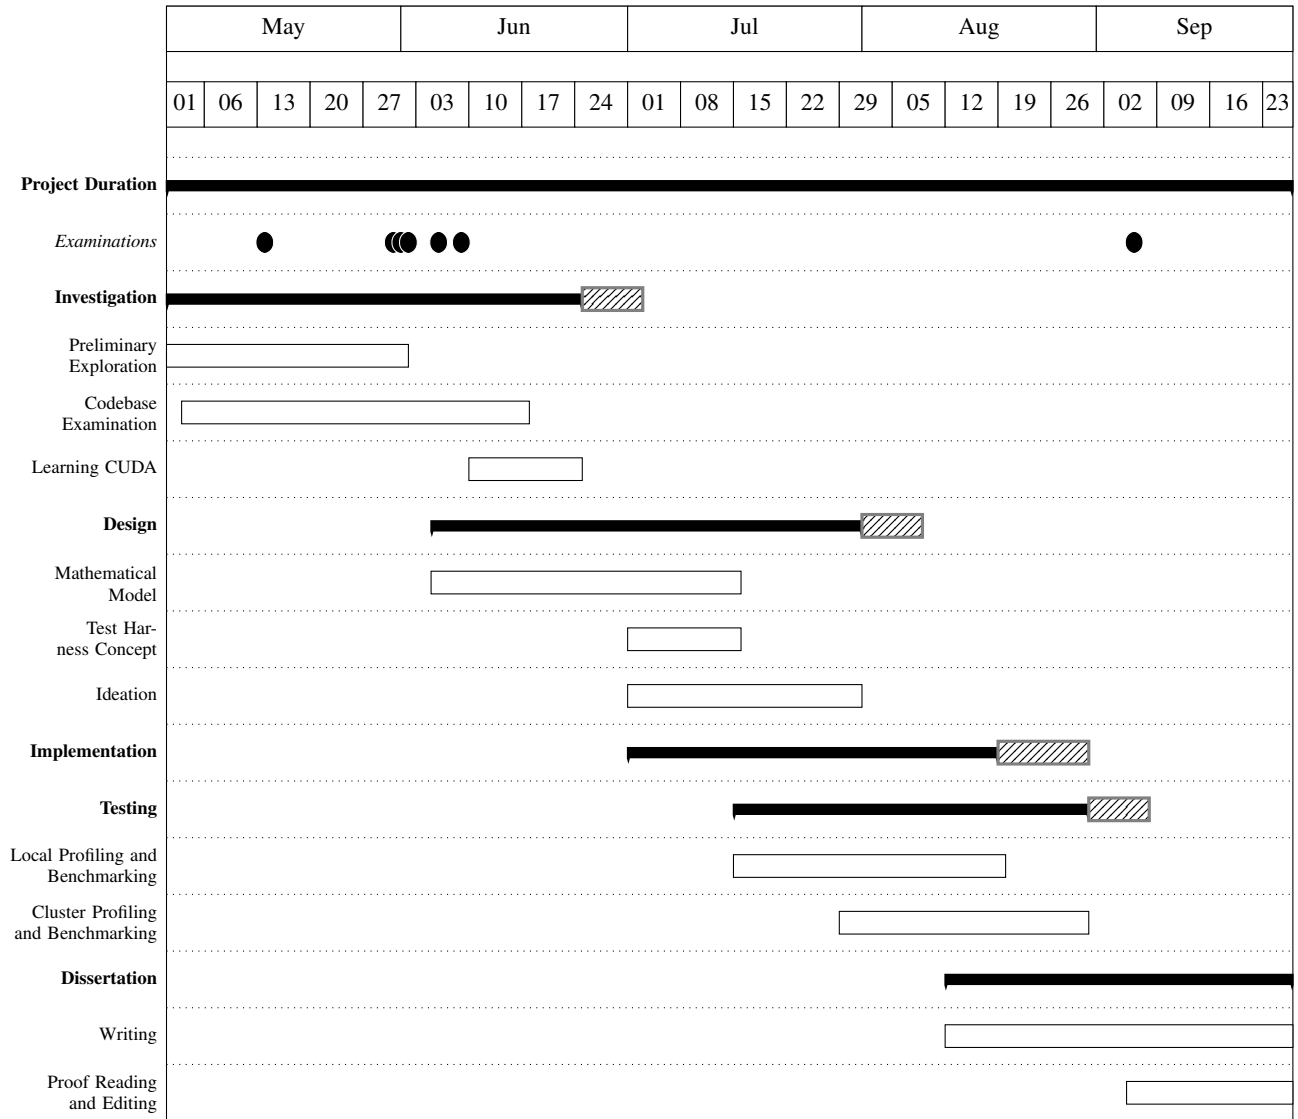 May Jun Jul Aug Sep
01 06 13 20 27 03 10 17 24 01 08 15 22 29 05 12 19 26 02 09 16 23
Project Duration
Examinations
Investigation
Preliminary
Exploration
Codebase
Examination
Learning CUDA
Design
Mathematical
Model
Test Har-
ness Concept
Ideation
Implementation
Testing
Local Profiling and
Benchmarking
Cluster Profiling
and Benchmarking
Dissertation
Writing
Proof Reading
and Editing